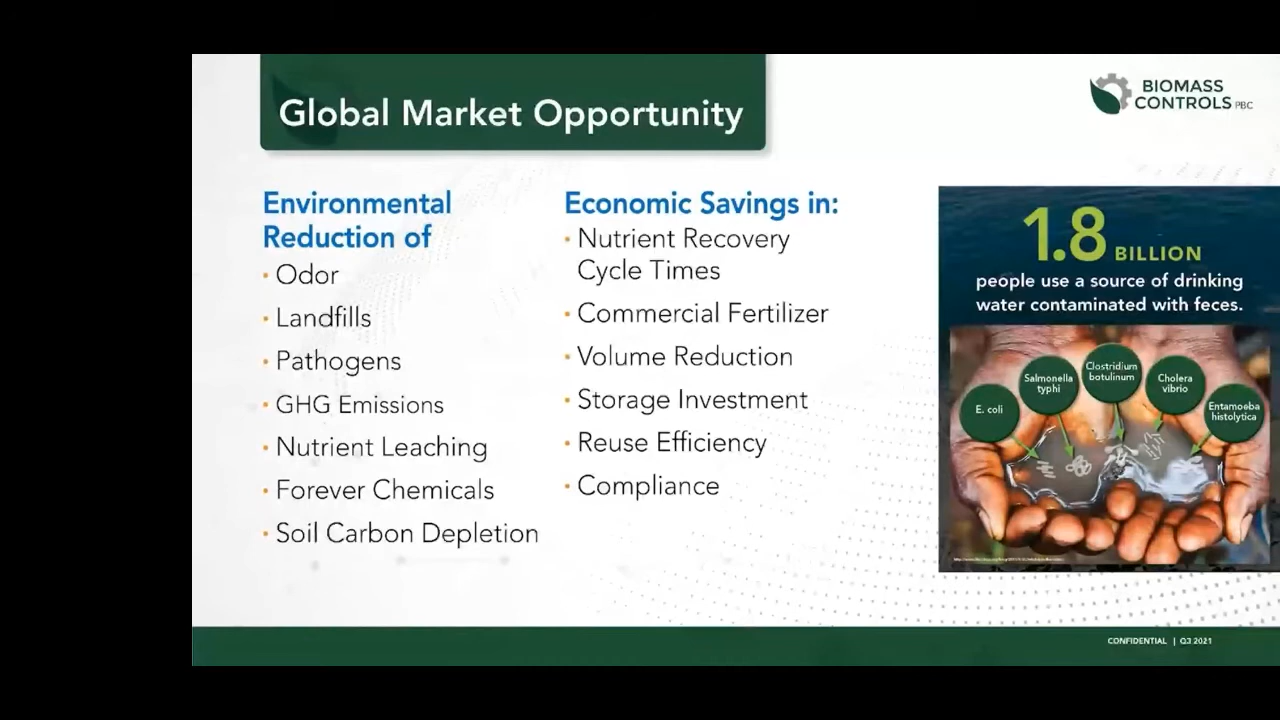 Global Market Opportunity
BIOMASS
CONTROLS PBC
Environmental
Reduction of
• Odor
• Landfills
• Pathogens
• GHG Emissions
• Nutrient Leaching
• Forever Chemicals
• Soil Carbon Depletion
Economic Savings in:
• Nutrient Recovery
Cycle Times
• Commercial Fertilizer
• Volume Reduction
• Storage Investment
• Reuse Efficiency
• Compliance
1.8 BILLION
people use a source of drinking
water contaminated with feces.
E. coli
Salmonella
typhi
Clostridium
botulinum
Cholera
vibrio
Entamoeba
histolytica
CONFIDENTIAL | Q3 2021